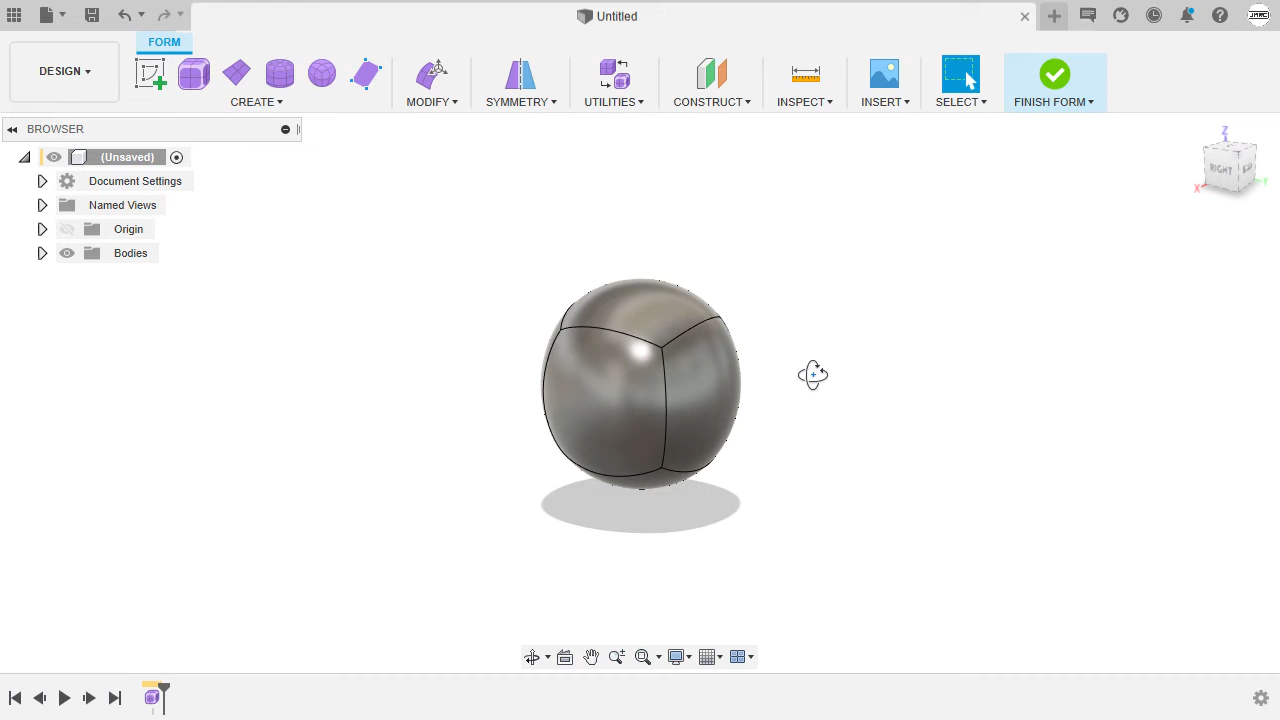 Untitled
JMAC
FORM
DESIGN
CREATE
MODIFY
SYMMETRY
UTILITIES
CONSTRUCT
INSPECT
INSERT
SELECT
FINISH FORM
BROWSER
(Unsaved)
Document Settings
Named Views
Origin
Bodies
Z
RIGHT
X
Y